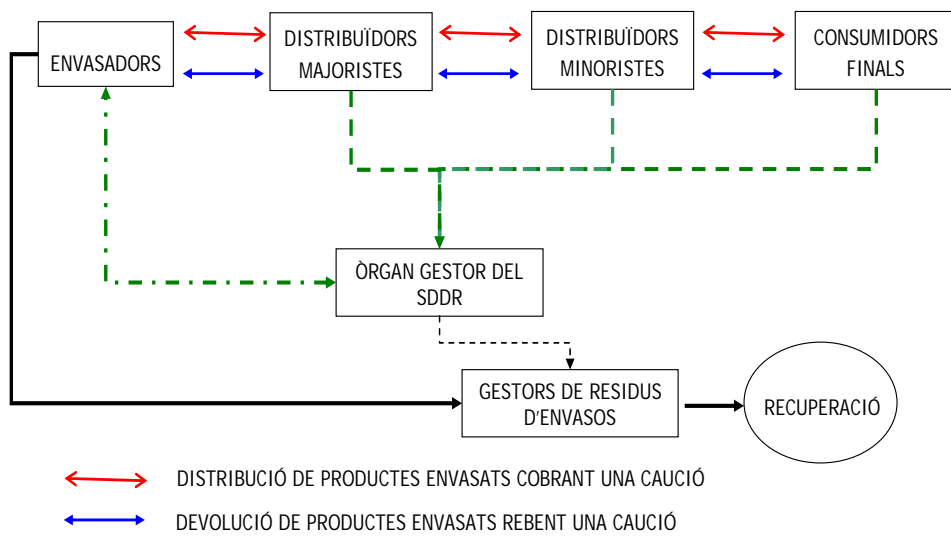 ENVASADORS
DISTRIBUÏDORS
MAJORISTES
DISTRIBUÏDORS
MINORISTES
CONSUMIDORS
FINALS
ÒRGAN GESTOR DEL
SDDR
GESTORS DE RESIDUS
D'ENVASOS
RECUPERACIÓ
DISTRIBUCIÓ DE PRODUCTES ENVASATS COBRANT UNA CAUCIÓ
DEVOLUCIÓ DE PRODUCTES ENVASATS REBENT UNA CAUCIÓ